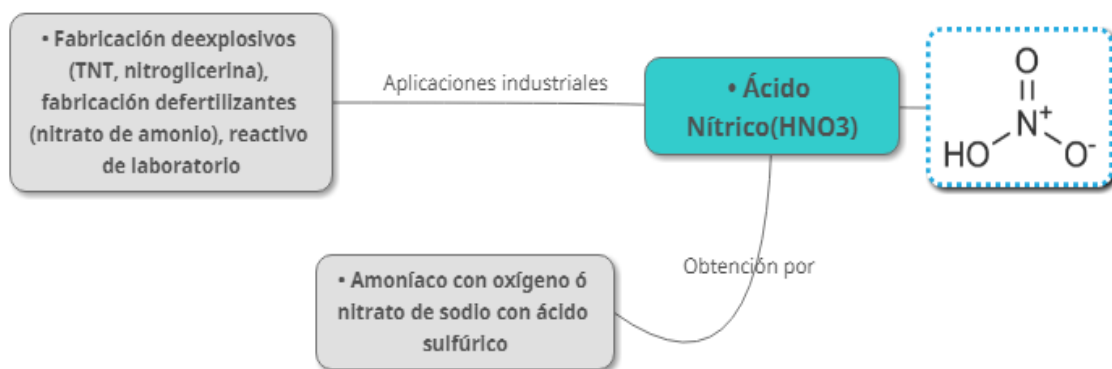 • Fabricación deexplosivos
(TNT, nitroglicerina),
fabricación defertilizantes
(nitrato de amonio), reactivo
de laboratorio
Aplicaciones industriales
• Ácido
Nítrico(HNO3)
O
N+
HO
O-
Obtención por
• Amoníaco con oxígeno ó
nitrato de sodio con ácido
sulfúrico